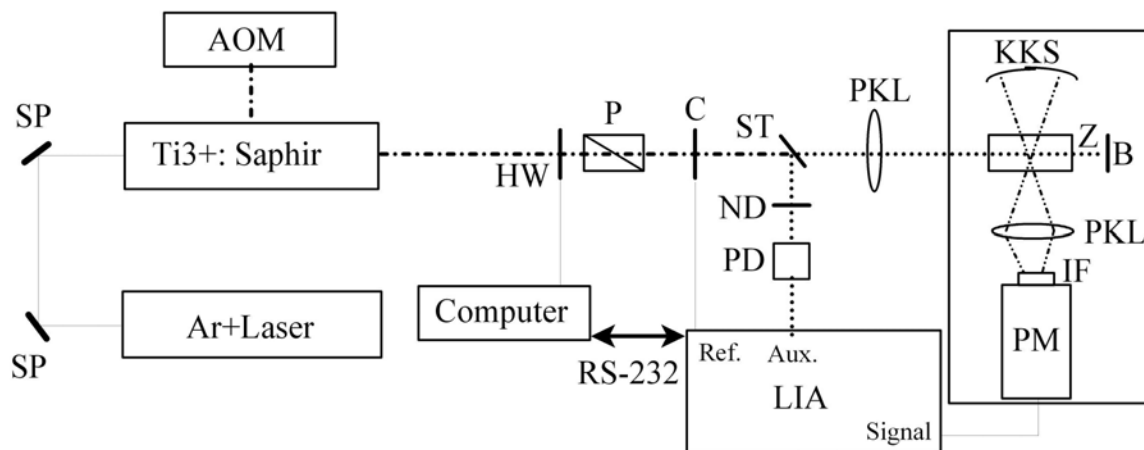 AOM
KKS
SP
P
C
ST
PKL
Ti3+: Saphir
Z
B
HW
ND
PKL
PD
IF
Computer
Ar+Laser
PM
SP
RS-232
Ref.
Aux.
LIA
Signal